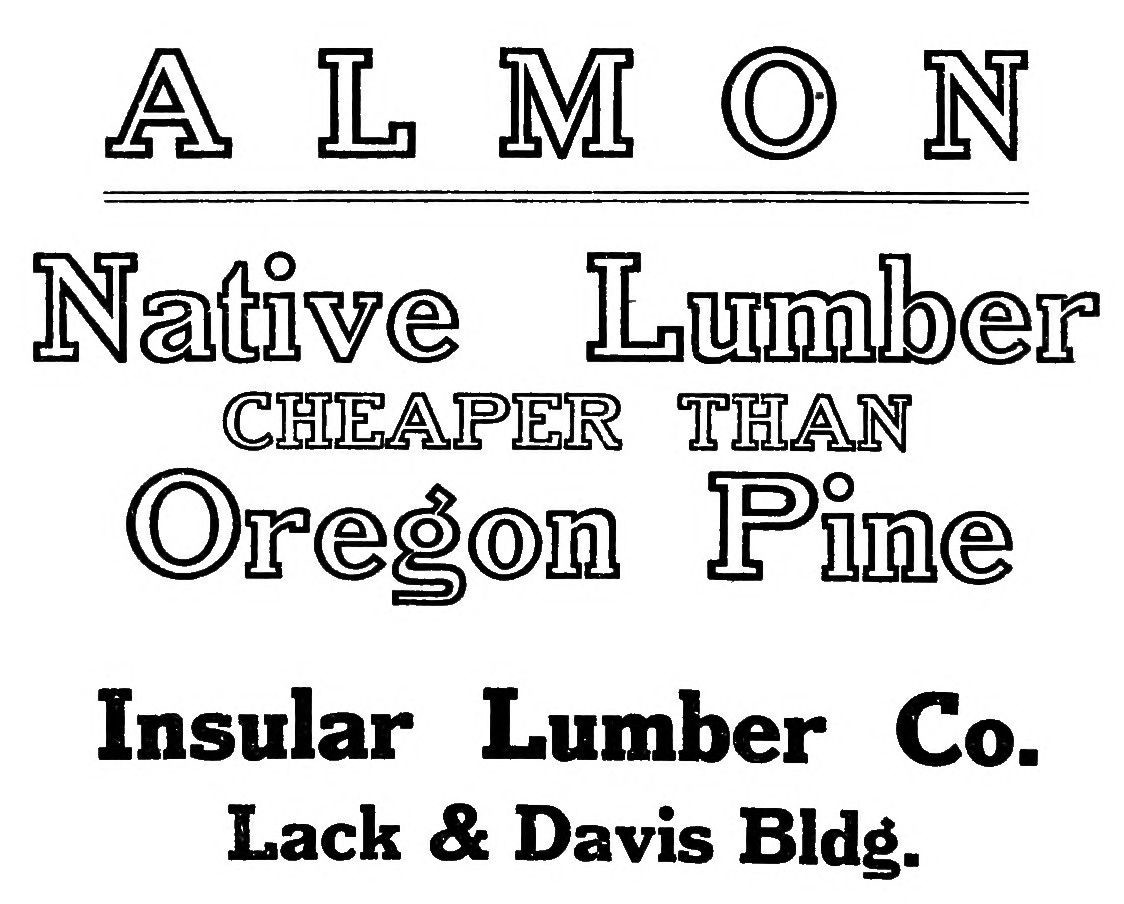 ALMON
Native Lumber
CHEAPER THAN
Oregon Pine
Insular Lumber Co.
Lack & Davis Bldg.